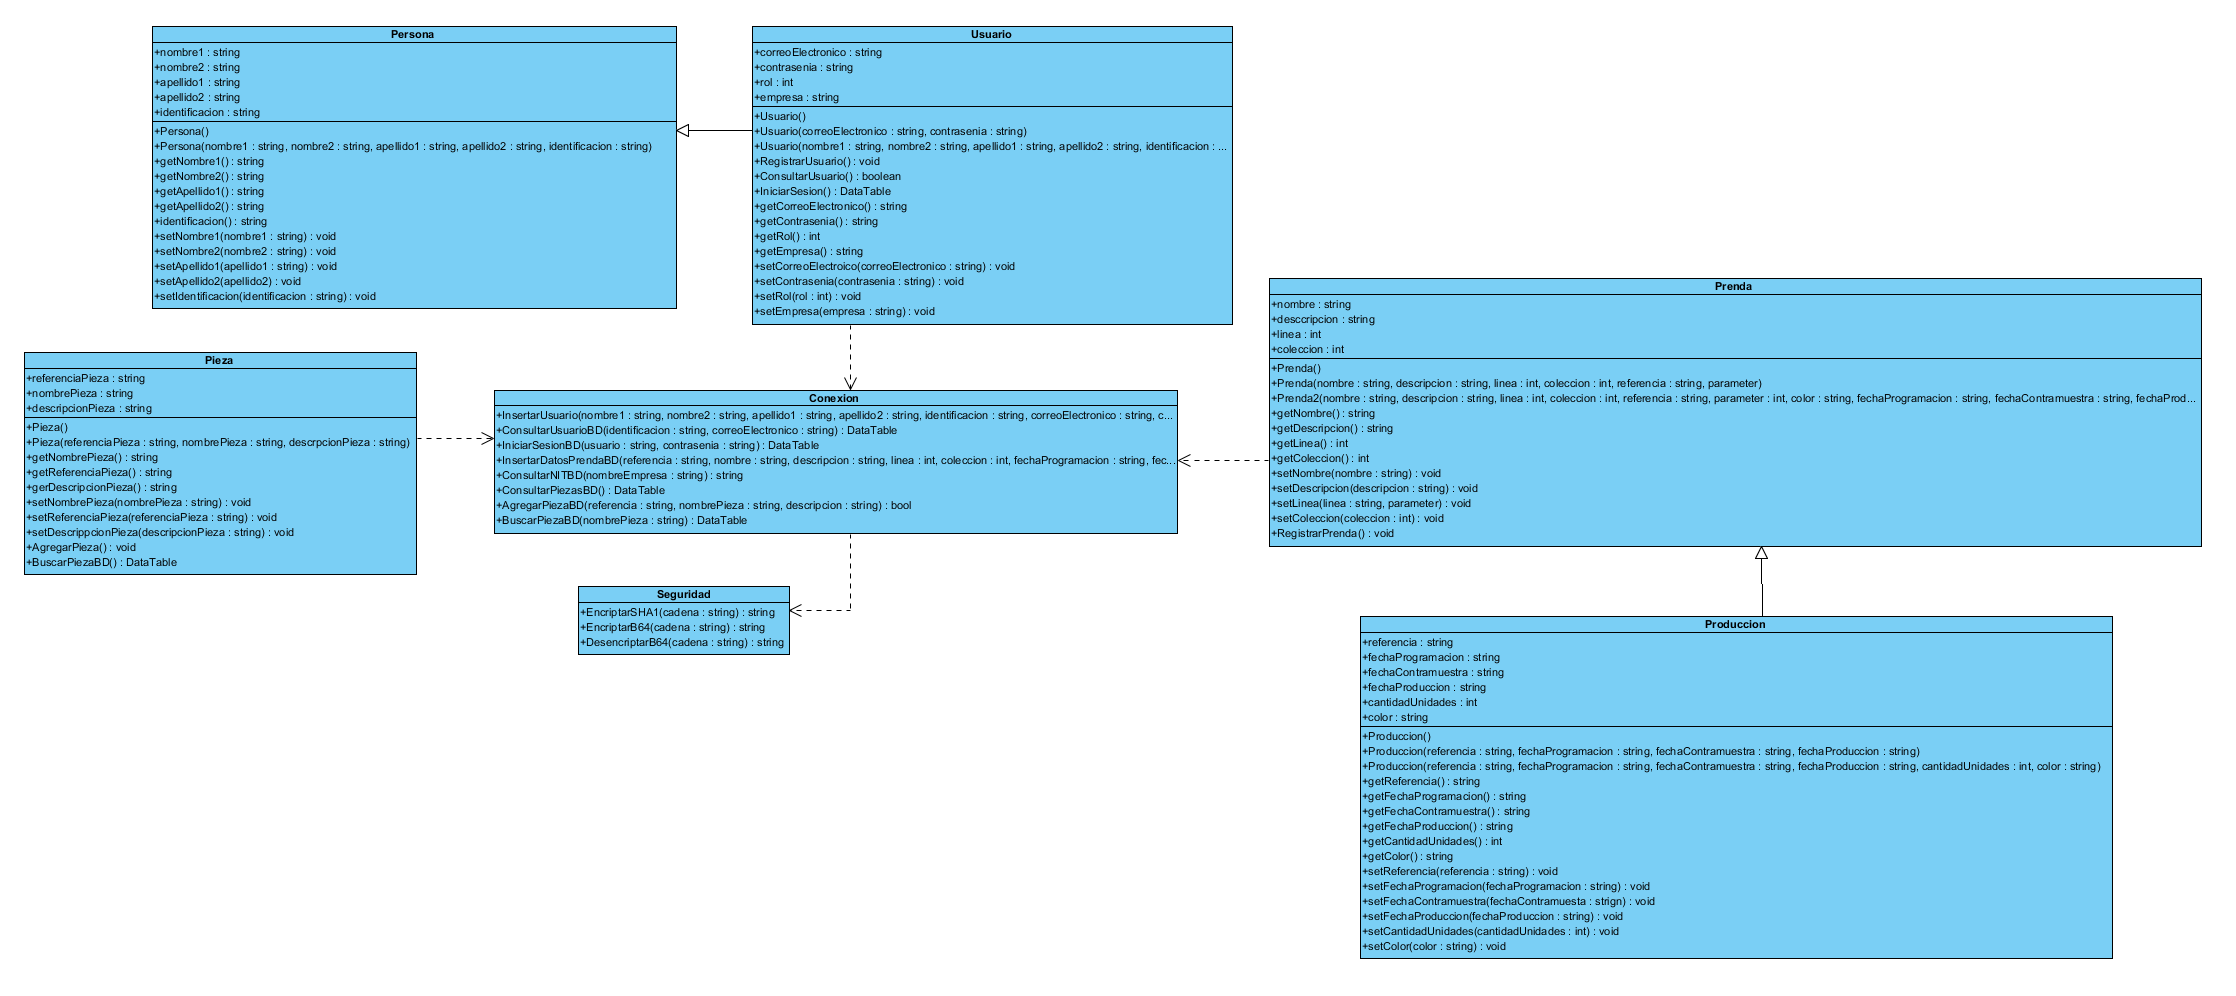 Persona
+nombre1 : string
+nombre2 : string
+apellido1 : string
+apellido2 : string
+identificacion : string
+Persona()
+Persona(nombre1 : string, nombre2 : string, apellido1 : string, apellido2 : string, identificacion : string)
+getNombre1() : string
+getNombre2() : string
+getApellido1() : string
+getApellido2() : string
+identificacion() : string
+setNombre1(nombre1 : string) : void
+setNombre2(nombre2 : string) : void
+setApellido1(apellido1 : string) : void
+setApellido2(apellido2) : void
+setIdentificacion(identificacion : string) : void
Usuario
+correoElectronico : string
+contrasenia : string
+rol : int
+empresa : string
+Usuario()
+Usuario(correoElectronico : string, contrasenia : string)
+Usuario(nombre1 : string, nombre2 : string, apellido1 : string, apellido2 : string, identificacion : ...
+RegistrarUsuario() : void
+ConsultarUsuario() : boolean
+IniciarSesion() : DataTable
+getCorreoElectronico() : string
+getContrasenia() : string
+getRol() : int
+getEmpresa() : string
+setCorreoElectroico(correoElectronico : string) : void
+setContrasenia(contrasenia : string) : void
+setRol(rol : int) : void
+setEmpresa(empresa : string) : void
Prenda
+nombre : string
+desccripcion : string
+linea : int
+coleccion : int
+Prenda()
+Prenda(nombre : string, descripcion : string, linea : int, coleccion : int, referencia : string, parameter)
+Prenda2(nombre : string, descripcion : string, linea : int, coleccion : int, referencia : string, parameter : int, color : string, fechaProgramacion : string, fechaContramuestra : string, fechaProd...
+getNombre() : string
+getDescripcion() : string
+getLinea() : int
+getColeccion() : int
+setNombre(nombre : string) : void
+setDescripcion(descripcion : string) : void
+setLinea(linea : string, parameter) : void
+setColeccion(coleccion : int) : void
+RegistrarPrenda() : void
Pieza
+referenciaPieza : string
+nombrePieza : string
+descripcionPieza : string
+Pieza()
+Pieza(referenciaPieza : string, nombrePieza : string, descrpcionPieza : string)
+getNombrePieza() : string
+getReferenciaPieza() : string
+gerDescripcionPieza() : string
+setNombrePieza(nombrePieza : string) : void
+setReferenciaPieza(referenciaPieza : string) : void
+setDescrippcionPieza(descripcionPieza : string) : void
+AgregarPieza() : void
+BuscarPiezaBD() : DataTable
Conexion
+InsertarUsuario(nombre1 : string, nombre2 : string, apellido1 : string, apellido2 : string, identificacion : string, correoElectronico : string, c...
+ConsultarUsuarioBD(identificacion : string, correoElectronico : string) : DataTable
+IniciarSesionBD(usuario : string, contrasenia : string) : DataTable
+InsertarDatosPrendaBD(referencia : string, nombre : string, descripcion : string, linea : int, coleccion : int, fechaProgramacion : string, fec...
+ConsultarNITBD(nombreEmpresa : string) : string
+ConsultarPiezasBD() : DataTable
+AgregarPiezaBD(referencia : string, nombrePieza : string, descripcion : string) : bool
+BuscarPiezaBD(nombrePieza : string) : DataTable
Seguridad
+EncriptarSHA1(cadena : string) : string
+EncriptarB64(cadena : string) : string
+DesencriptarB64(cadena : string) : string
Produccion
+referencia : string
+fechaProgramacion : string
+fechaContramuestra : string
+fechaProduccion : string
+cantidadUnidades : int
+color : string
+Produccion()
+Produccion(referencia : string, fechaProgramacion : string, fechaContramuestra : string, fechaProduccion : string)
+Produccion(referencia : string, fechaProgramacion : string, fechaContramuestra : string, fechaProduccion : string, cantidadUnidades : int, color : string)
+getReferencia() : string
+getFechaProgramacion() : string
+getFechaContramuestra() : string
+getFechaProduccion() : string
+getCantidadUnidades() : int
+getColor() : string
+setReferencia(referencia : string) : void
+setFechaProgramacion(fechaProgramacion : string) : void
+setFechaContramuestra(fechaContramuesta : strign) : void
+setFechaProduccion(fechaProduccion : string) : void
+setCantidadUnidades(cantidadUnidades : int) : void
+setColor(color : string) : void